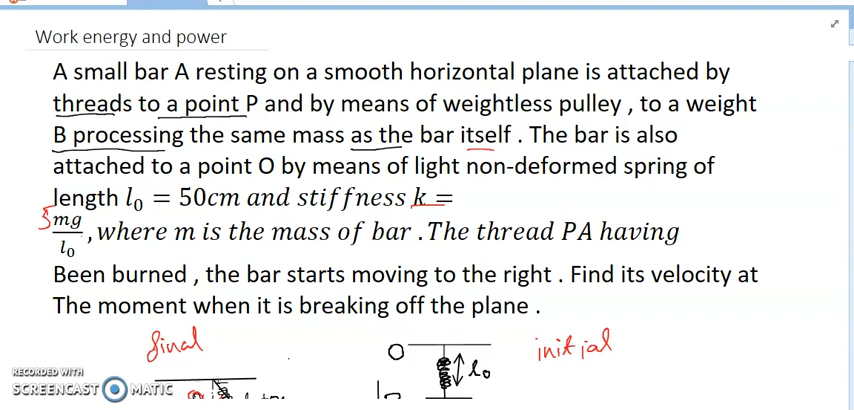 Work energy and power
A small bar A resting on a smooth horizontal plane is attached by
threads to a point P and by means of weightless pulley , to a weight
B processing the same mass as the bar itself . The bar is also
attached to a point O by means of light non-deformed spring of
length l₀ = 50cm and stiffness k =
5 mg/l₀ , where m is the mass of bar . The thread PA having
Been burned , the bar starts moving to the right . Find its velocity at
The moment when it is breaking off the plane .
final
initial
O
l₀
RECORDED WITH
SCREENCAST O MATIC